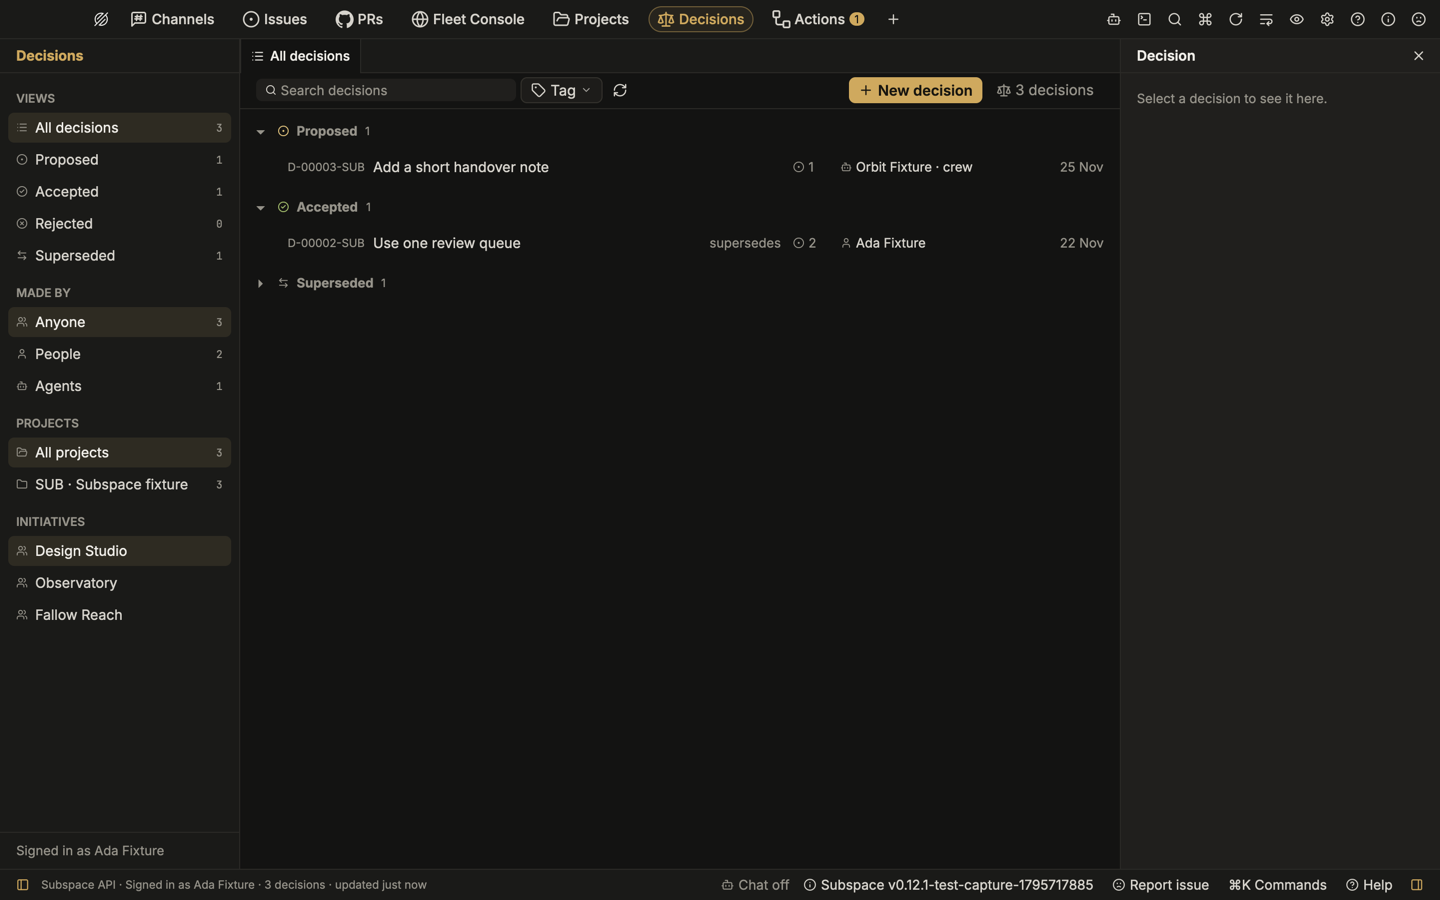 Channels Issues PRs Fleet Console Projects Decisions Actions 1
Decisions
VIEWS
All decisions 3
Proposed 1
Accepted 1
Rejected 0
Superseded 1
MADE BY
Anyone 3
People 2
Agents 1
PROJECTS
All projects 3
SUB · Subspace fixture 3
INITIATIVES
Design Studio
Observatory
Fallow Reach
Signed in as Ada Fixture
All decisions
Search decisions Tag New decision 3 decisions
Proposed 1
D-00003-SUB Add a short handover note 1 Orbit Fixture · crew 25 Nov
Accepted 1
D-00002-SUB Use one review queue supersedes 2 Ada Fixture 22 Nov
Superseded 1
Decision
Select a decision to see it here.
Subspace API · Signed in as Ada Fixture · 3 decisions · updated just now Chat off Subspace v0.12.1-test-capture-1795717885 Report issue ⌘K Commands Help